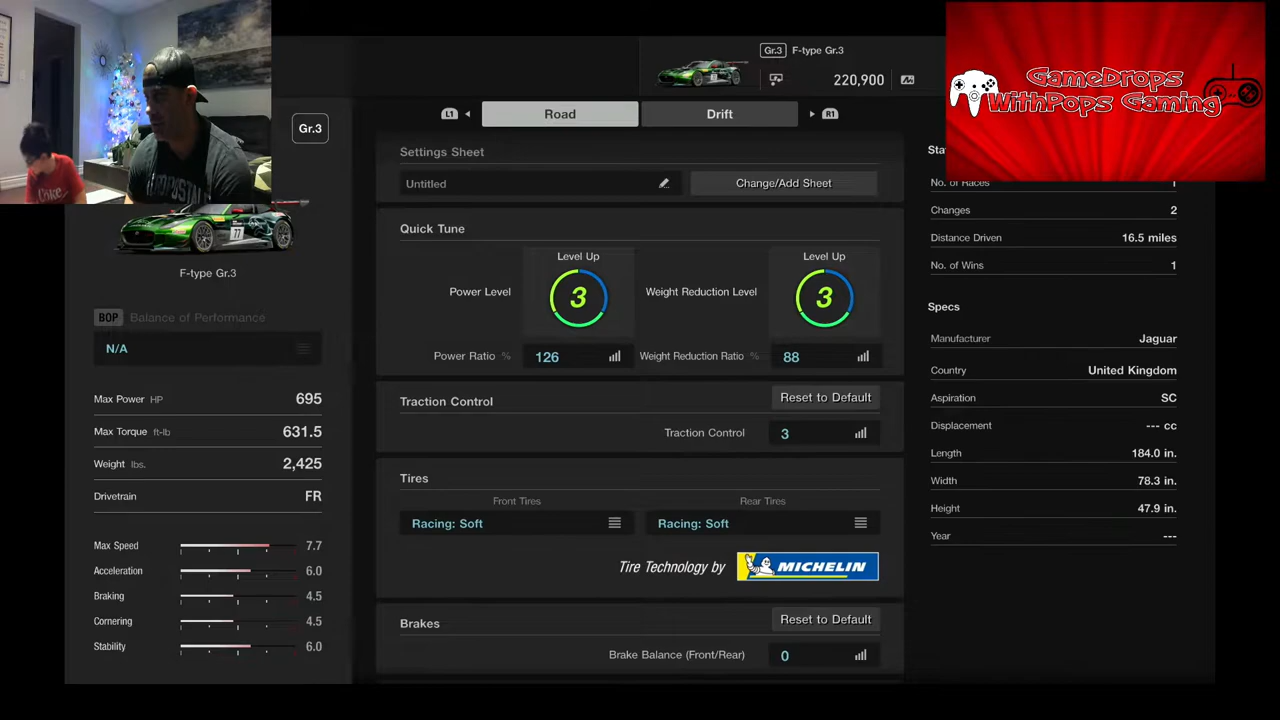 Gr.3 F-type Gr.3
220,900
GameDrops
WithPops Gaming
Gr.3
L1 Road Drift R1
Settings Sheet
Untitled Change/Add Sheet
Quick Tune
Level Up Level Up
Power Level 3 Weight Reduction Level 3
Power Ratio % 126 Weight Reduction Ratio % 88
Traction Control Reset to Default
Traction Control 3
Tires
Front Tires Rear Tires
Racing: Soft Racing: Soft
Tire Technology by MICHELIN
Brakes Reset to Default
Brake Balance (Front/Rear) 0
77
F-type Gr.3
BOP Balance of Performance
N/A
Max Power HP 695
Max Torque ft-lb 631.5
Weight lbs. 2,425
Drivetrain FR
Max Speed 7.7
Acceleration 6.0
Braking 4.5
Cornering 4.5
Stability 6.0
No. of Races 1
Changes 2
Distance Driven 16.5 miles
No. of Wins 1
Specs
Manufacturer Jaguar
Country United Kingdom
Aspiration SC
Displacement --- cc
Length 184.0 in.
Width 78.3 in.
Height 47.9 in.
Year ---